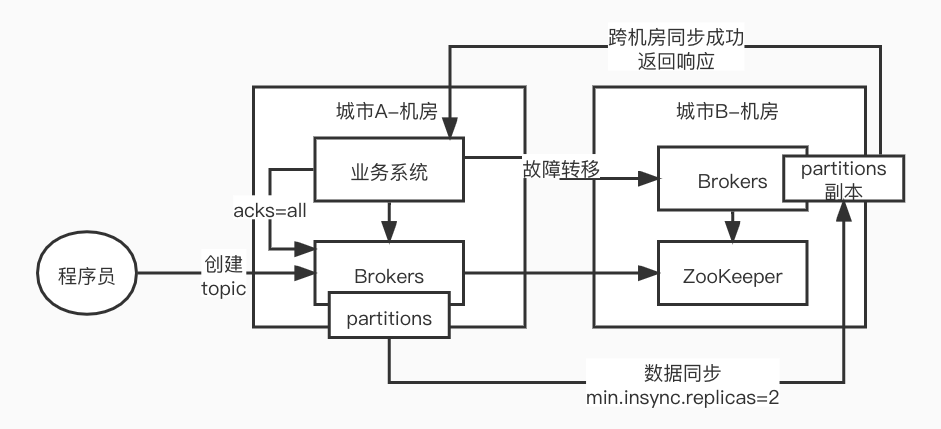 跨机房同步成功
返回响应
城市A-机房
城市B-机房
业务系统
故障转移
Brokers
partitions
副本
acks=all
程序员
创建
topic
Brokers
ZooKeeper
partitions
数据同步
min.insync.replicas=2